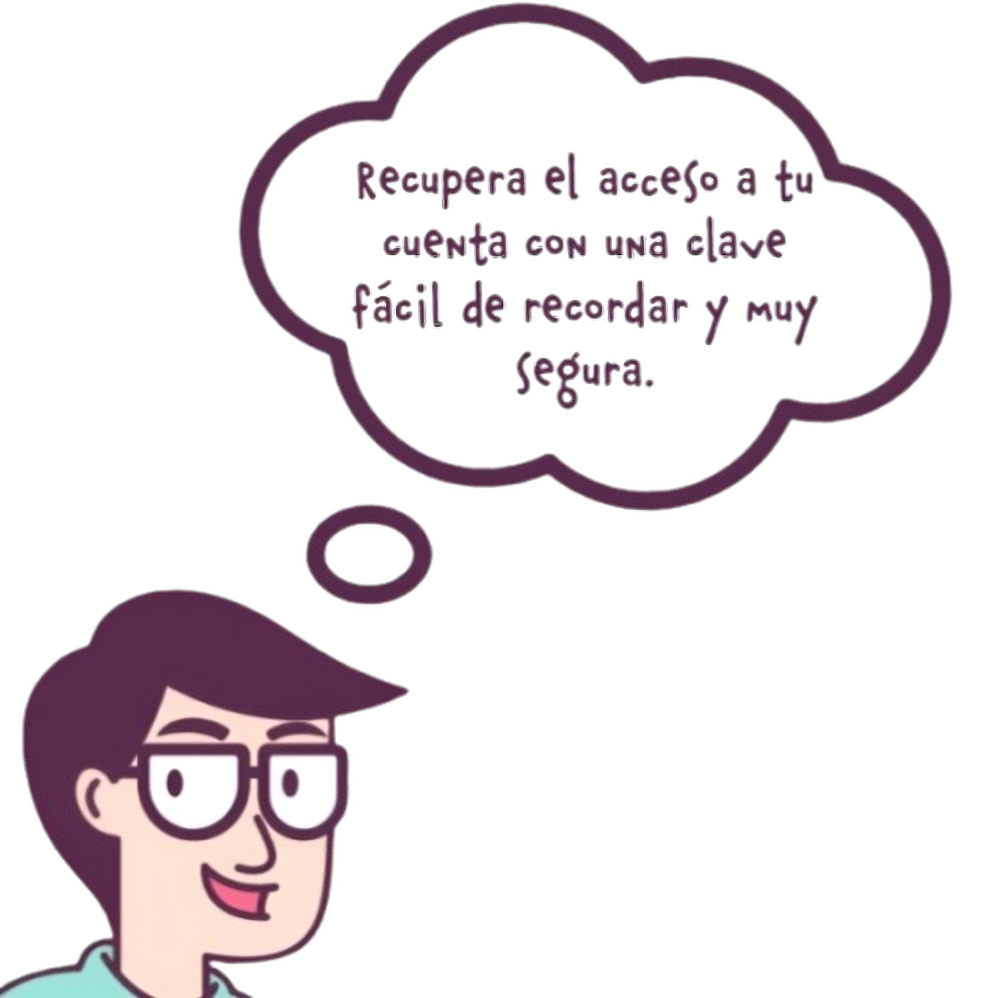 Recupera el acceso a tu
cuenta con una clave
fácil de recordar y muy
segura.